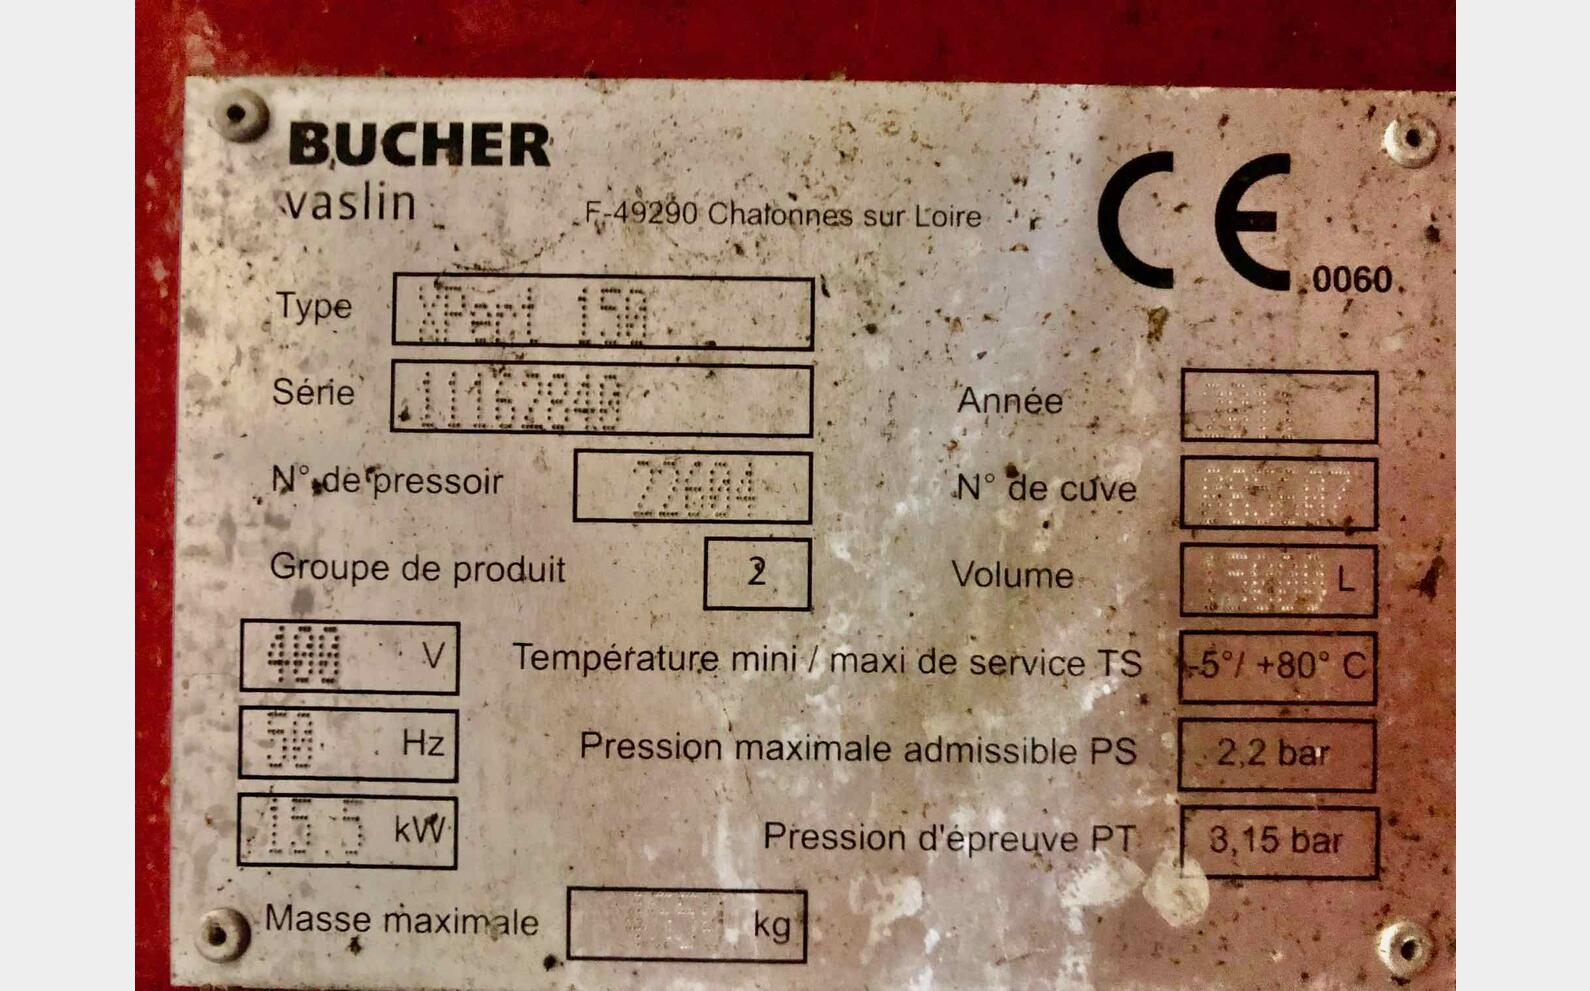 BUCHER
vaslin
F-49290 Chalonnes sur Loire
CE 0060
Type XPert 150
Série 11162840
Année 2011
N° de pressoir 22604
N° de cuve
Groupe de produit 2
Volume 15000 L
400 V
Température mini / maxi de service TS -5°/ +80° C
50 Hz
Pression maximale admissible PS 2,2 bar
15.5 kW
Pression d'épreuve PT 3,15 bar
Masse maximale kg